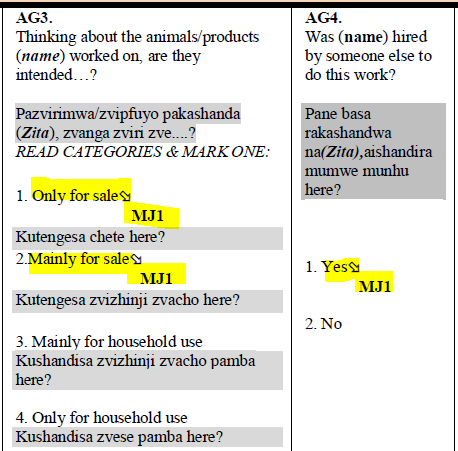 AG3.
Thinking about the animals/products
(name) worked on, are they
intended…?
Pazvirimwa/zvipfuyo pakashanda
(Zita), zvanga zviri zve....?
READ CATEGORIES & MARK ONE:
1. Only for sale⬂
MJ1
Kutengesa chete here?
2.Mainly for sale⬂
MJ1
Kutengesa zvizhinji zvacho here?
3. Mainly for household use
Kushandisa zvizhinji zvacho pamba
here?
4. Only for household use
Kushandisa zvese pamba here?
AG4.
Was (name) hired
by someone else to
do this work?
Pane basa
rakashandwa
na(Zita),aishandira
mumwe munhu
here?
1. Yes⬂
MJ1
2. No